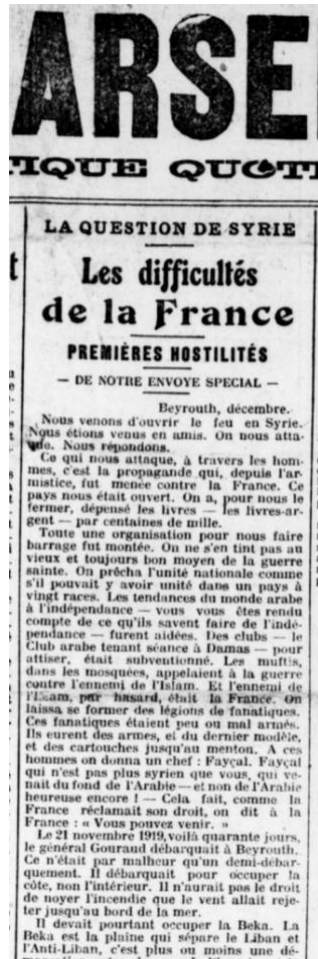 ARSE
TIQUE QUOTI
LA QUESTION DE SYRIE
Les difficultés
de la France
PREMIÈRES HOSTILITÉS
— DE NOTRE ENVOYE SPECIAL —
Beyrouth, décembre.
Nous venons d'ouvrir le feu en Syrie.
Nous étions venus en amis. On nous atta-
que. Nous répondons.
Ce qui nous attaque, à travers les hom-
mes, c'est la propagande qui, depuis l'ar-
mistice, fut menée contre la France. Ce
pays nous était ouvert. On a, pour nous le
fermer, dépensé les livres — les livres-ar-
gent — par centaines de mille.
Toute une organisation pour nous faire
barrage fut montée. On ne s'en tint pas au
vieux et toujours bon moyen de la guerre
sainte. On prêcha l'unité nationale comme
s'il pouvait y avoir unité dans un pays à
vingt races. Les tendances du monde arabe
à l'indépendance — vous vous êtes rendu
compte de ce qu'ils savent faire de l'indé-
pendance — furent aidées. Des clubs — le
Club arabe tenant séance à Damas — pour
attiser, était subventionné. Les muftis,
dans les mosquées, appelaient à la guerre
contre l'ennemi de l'Islam. Et l'ennemi de
l'Islam, par hasard, était la France. On
laissa se former des légions de fanatiques.
Ces fanatiques étaient peu ou mal armés.
Ils eurent des armes, et du dernier modèle,
et des cartouches jusqu'au menton. A ces
hommes on donna un chef : Fayçal. Fayçal
qui n'est pas plus syrien que vous, qui ve-
nait du fond de l'Arabie — et non de l'Arabie
heureuse encore ! — Cela fait, comme la
France réclamait son droit, on dit à la
France : « Vous pouvez venir. »
Le 21 novembre 1919, voilà quarante jours,
le général Gouraud débarquait à Beyrouth.
Ce n'était par malheur qu'un demi-débar-
quement. Il débarquait pour occuper la
côte, non l'intérieur. Il n'aurait pas le droit
de noyer l'incendie que le vent allait reje-
ter jusqu'au bord de la mer.
Il devait pourtant occuper la Beka. La
Beka est la plaine qui sépare le Liban et
l'Anti-Liban, c'est plus ou moins une dé-